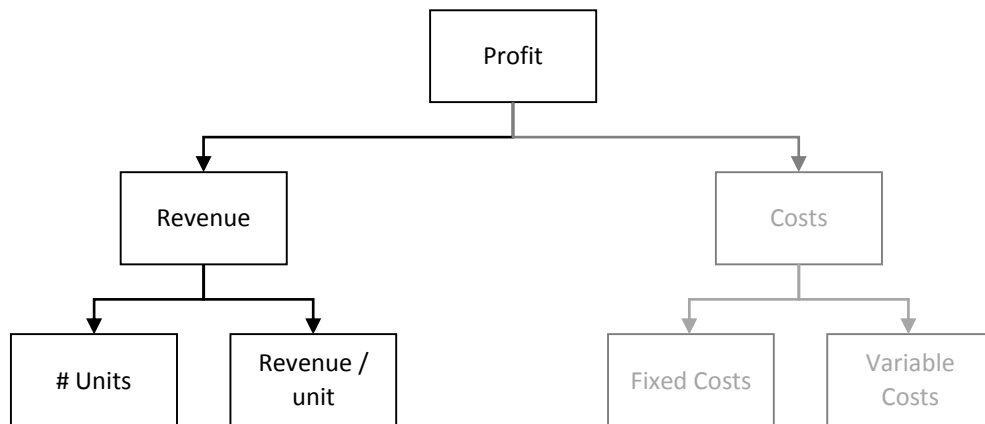 Profit
Revenue
Costs
# Units
Revenue /
unit
Fixed Costs
Variable
Costs